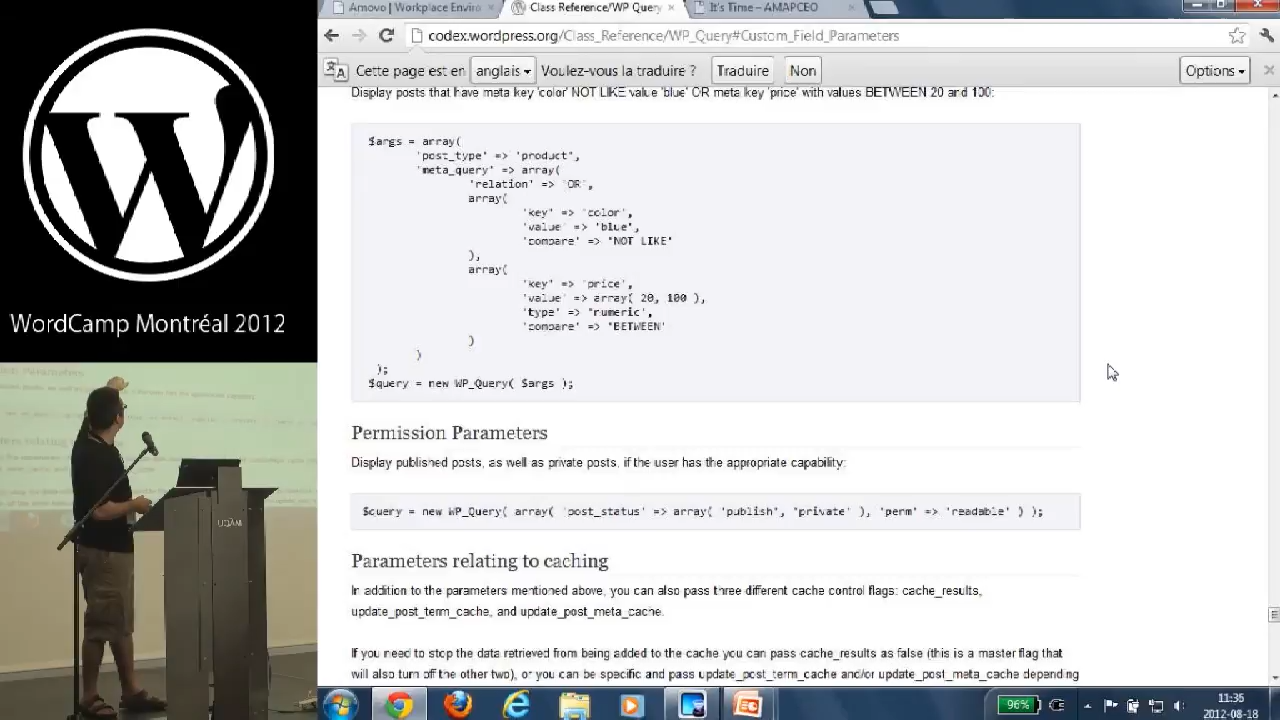 Amovo | Workplace Enviro
Class Reference/WP Query
It's Time – AMAPCEO
codex.wordpress.org/Class_Reference/WP_Query#Custom_Field_Parameters
Cette page est en anglais Voulez-vous la traduire ? Traduire Non Options
Display posts that have meta key 'color' NOT LIKE value 'blue' OR meta key 'price' with values BETWEEN 20 and 100:
$args = array(
'post_type' => 'product',
'meta_query' => array(
'relation' => 'OR',
array(
'key' => 'color',
'value' => 'blue',
'compare' => 'NOT LIKE'
),
array(
'key' => 'price',
'value' => array( 20, 100 ),
'type' => 'numeric',
'compare' => 'BETWEEN'
)
)
);
$query = new WP_Query( $args );
Permission Parameters
Display published posts, as well as private posts, if the user has the appropriate capability:
$query = new WP_Query( array( 'post_status' => array( 'publish', 'private' ), 'perm' => 'readable' ) );
Parameters relating to caching
In addition to the parameters mentioned above, you can also pass three different cache control flags: cache_results,
update_post_term_cache, and update_post_meta_cache.
If you need to stop the data retrieved from being added to the cache you can pass cache_results as false (this is a master flag that
will also turn off the other two), or you can be specific and pass update_post_term_cache and/or update_post_meta_cache depending
96%
11:35
2012-08-18
W
WordCamp Montréal 2012
UQÀM